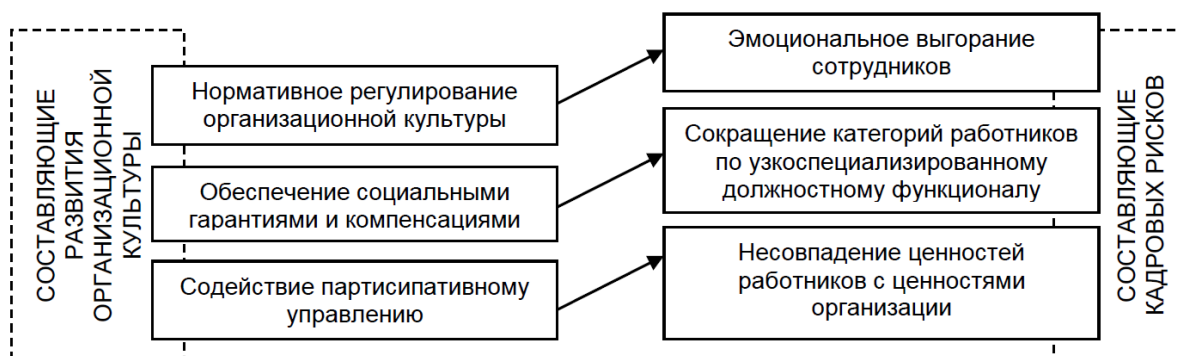 СОСТАВЛЯЮЩИЕ
РАЗВИТИЯ
ОРГАНИЗАЦИОННОЙ
КУЛЬТУРЫ
Нормативное регулирование
организационной культуры
Обеспечение социальными
гарантиями и компенсациями
Содействие партисипативному
управлению
Эмоциональное выгорание
сотрудников
Сокращение категорий работников
по узкоспециализированному
должностному функционалу
Несовпадение ценностей
работников с ценностями
организации
СОСТАВЛЯЮЩИЕ
КАДРОВЫХ РИСКОВ